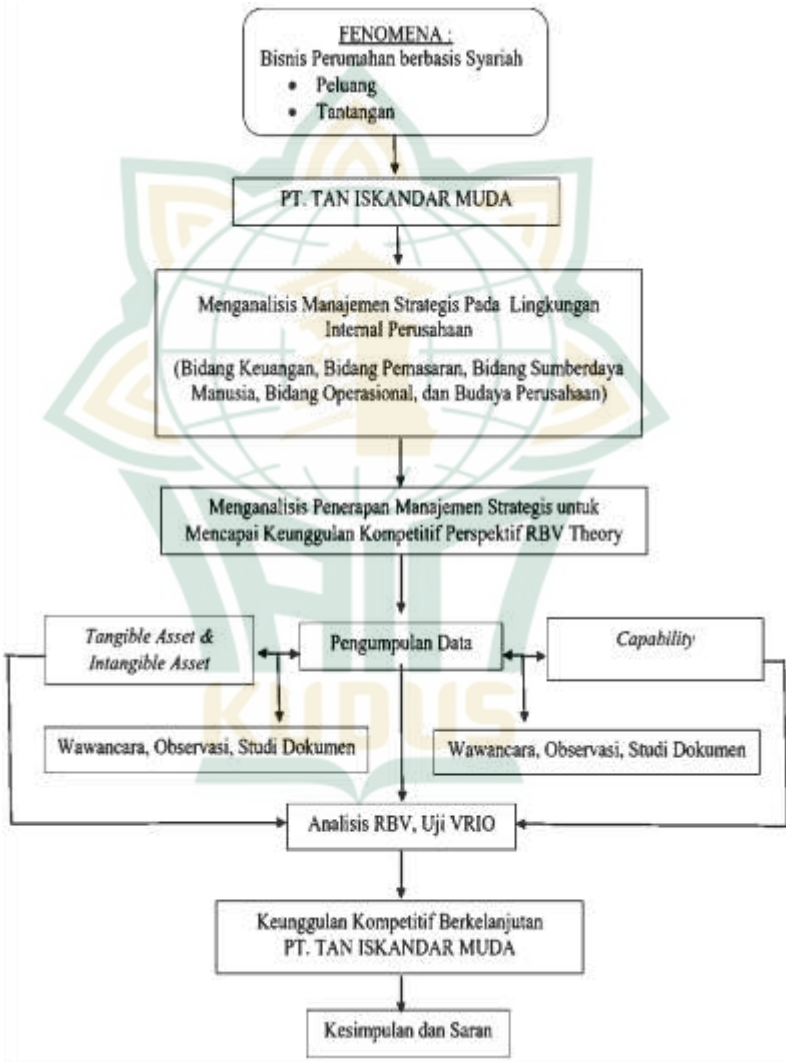 FENOMENA :
Bisnis Perumahan berbasis Syariah
• Peluang
• Tantangan
PT. TAN ISKANDAR MUDA
Menganalisis Manajemen Strategis Pada Lingkungan
Internal Perusahaan
(Bidang Keuangan, Bidang Pemasaran, Bidang Sumberdaya
Manusia, Bidang Operasional, dan Budaya Perusahaan)
Menganalisis Penerapan Manajemen Strategis untuk
Mencapai Keunggulan Kompetitif Perspektif RBV Theory
Tangible Asset &
Intangible Asset
Pengumpulan Data
Capability
KUDUS
Wawancara, Observasi, Studi Dokumen
Wawancara, Observasi, Studi Dokumen
Analisis RBV, Uji VRIO
Keunggulan Kompetitif Berkelanjutan
PT. TAN ISKANDAR MUDA
Kesimpulan dan Saran